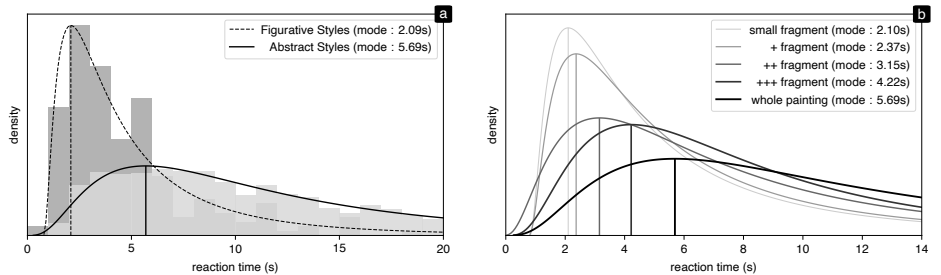 a
Figurative Styles (mode : 2.09s)
Abstract Styles (mode : 5.69s)
density
0 5 10 15 20
reaction time (s)
b
small fragment (mode : 2.10s)
+ fragment (mode : 2.37s)
++ fragment (mode : 3.15s)
+++ fragment (mode : 4.22s)
whole painting (mode : 5.69s)
density
0 2 4 6 8 10 12 14
reaction time (s)